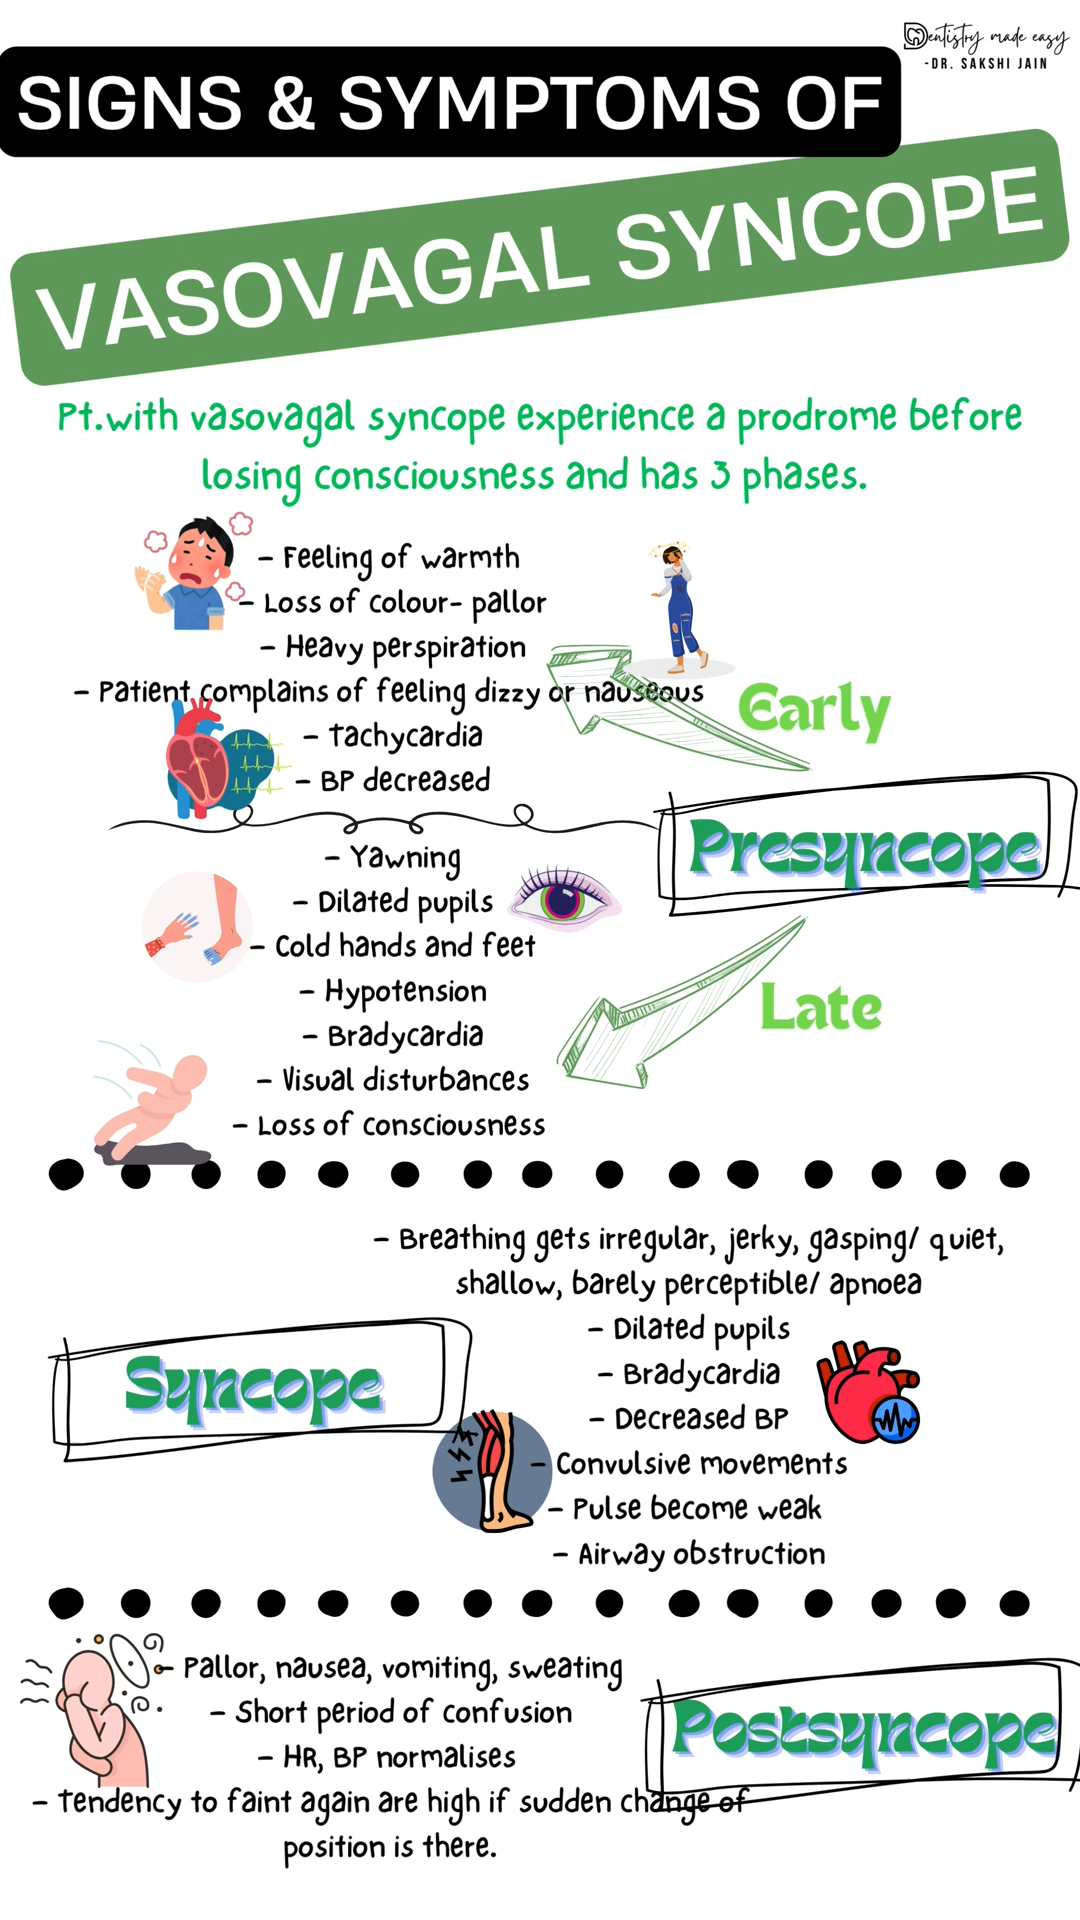 Dentistry made easy
-DR. SAKSHI JAIN
SIGNS & SYMPTOMS OF
VASOVAGAL SYNCOPE
Pt.with vasovagal syncope experience a prodrome before
losing consciousness and has 3 phases.
- Feeling of warmth
- Loss of colour- pallor
- Heavy perspiration
- Patient complains of feeling dizzy or nauseous
- Tachycardia
- BP decreased
Early
Presyncope
- Yawning
- Dilated pupils
- Cold hands and feet
- Hypotension
- Bradycardia
- Visual disturbances
- Loss of consciousness
Late
- Breathing gets irregular, jerky, gasping/ quiet,
shallow, barely perceptible/ apnoea
- Dilated pupils
- Bradycardia
- Decreased BP
- Convulsive movements
- Pulse become weak
- Airway obstruction
Syncope
- Pallor, nausea, vomiting, sweating
- Short period of confusion
- HR, BP normalises
- Tendency to faint again are high if sudden change of
position is there.
Postsyncope